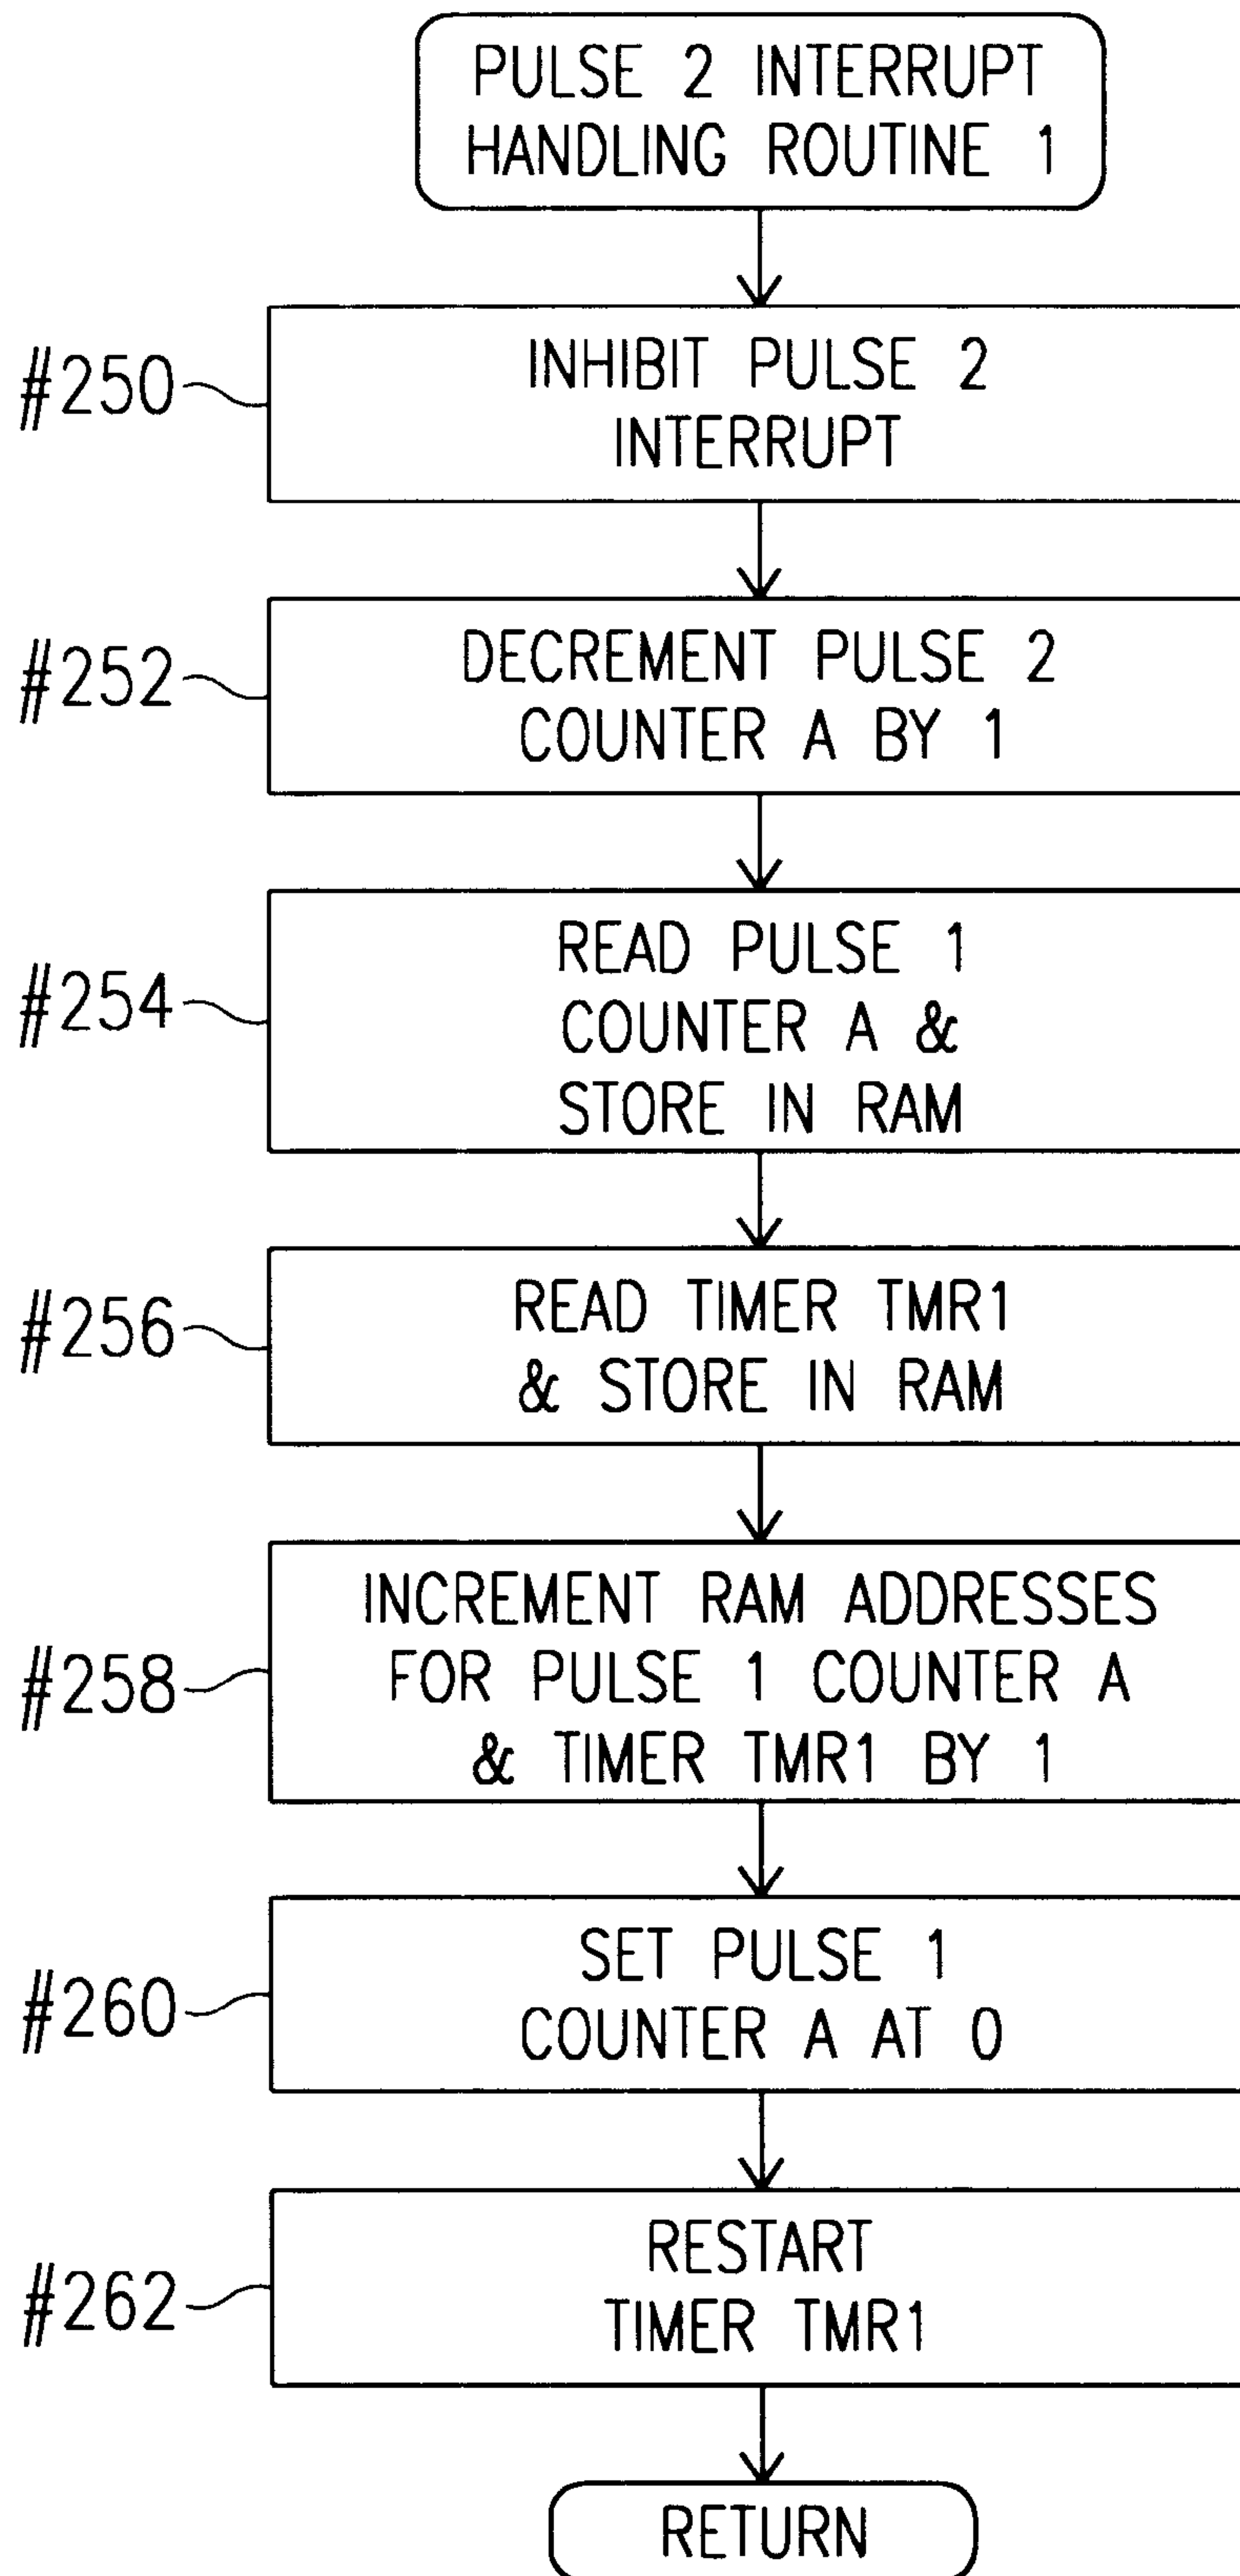 PULSE 2 INTERRUPT
HANDLING ROUTINE 1
#250
INHIBIT PULSE 2
INTERRUPT
#252
DECREMENT PULSE 2
COUNTER A BY 1
#254
READ PULSE 1
COUNTER A &
STORE IN RAM
#256
READ TIMER TMR1
& STORE IN RAM
#258
INCREMENT RAM ADDRESSES
FOR PULSE 1 COUNTER A
& TIMER TMR1 BY 1
#260
SET PULSE 1
COUNTER A AT 0
#262
RESTART
TIMER TMR1
RETURN